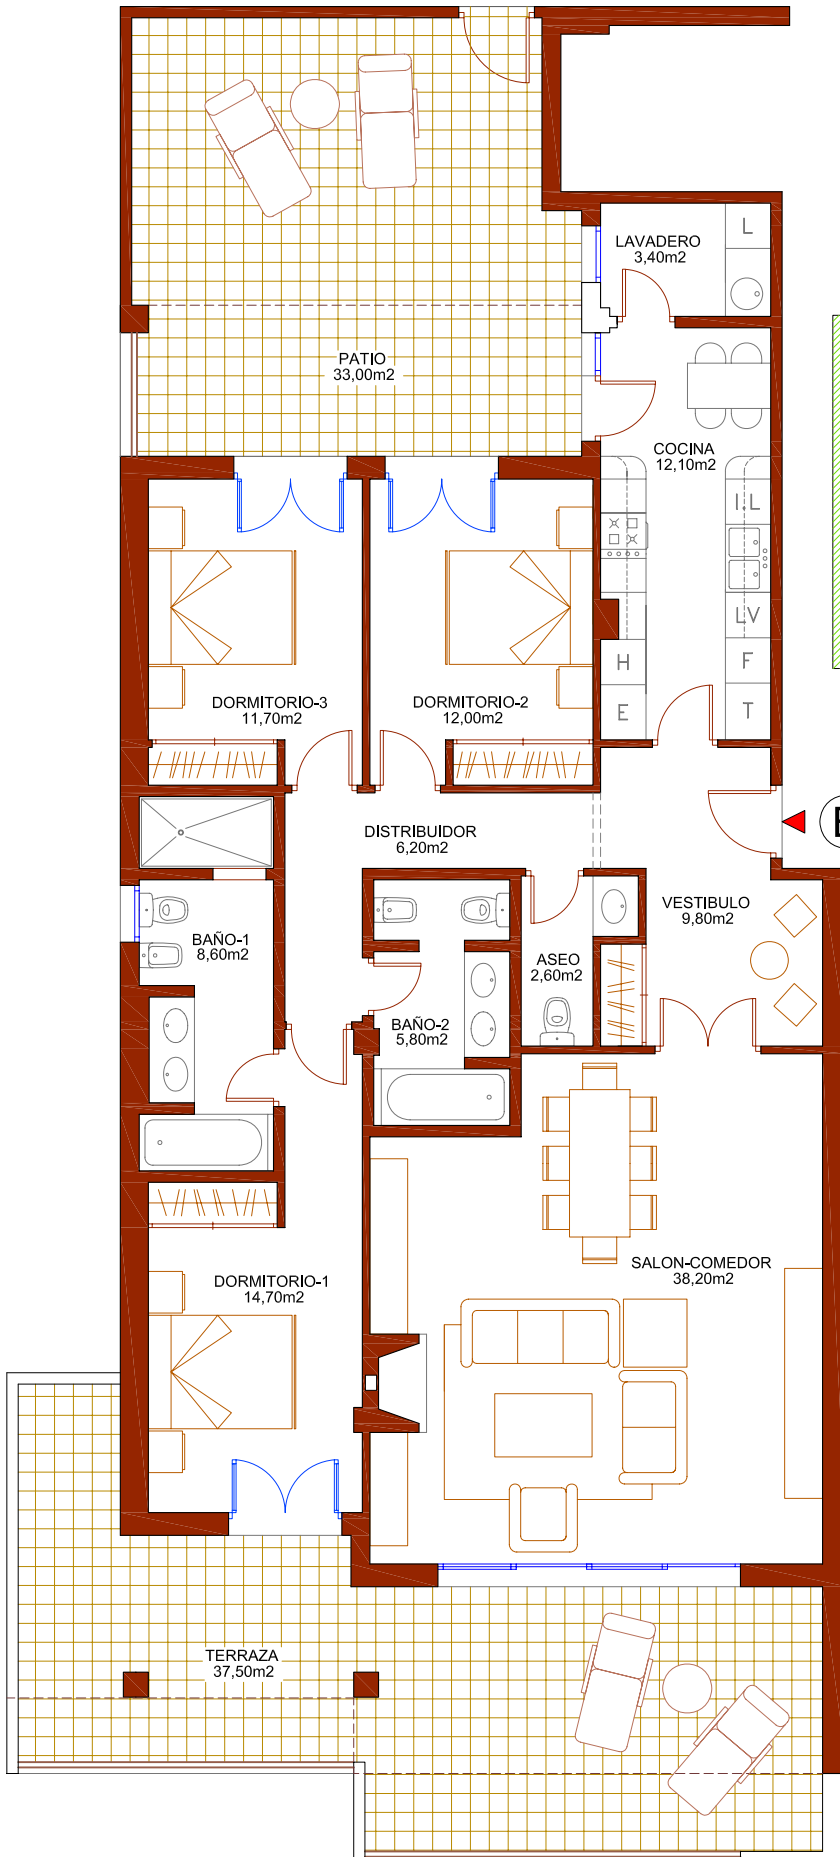 LAVADERO
3,40m2
L
PATIO
33,00m2
COCINA
12,10m2
I.L
LV
H
F
E
T
DORMITORIO-3
11,70m2
DORMITORIO-2
12,00m2
DISTRIBUIDOR
6,20m2
VESTIBULO
9,80m2
BAÑO-1
8,60m2
ASEO
2,60m2
BAÑO-2
5,80m2
SALON-COMEDOR
38,20m2
DORMITORIO-1
14,70m2
TERRAZA
37,50m2